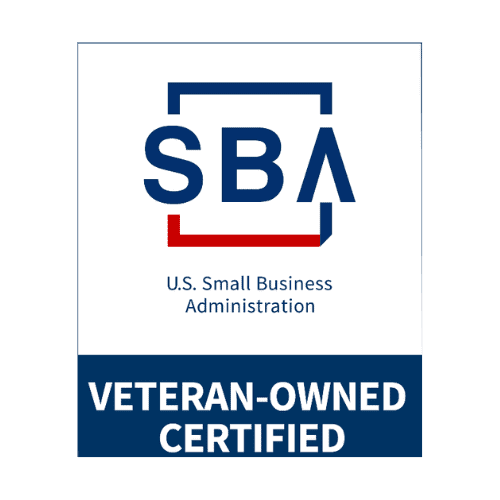 SBA
U.S. Small Business
Administration
VETERAN-OWNED
CERTIFIED